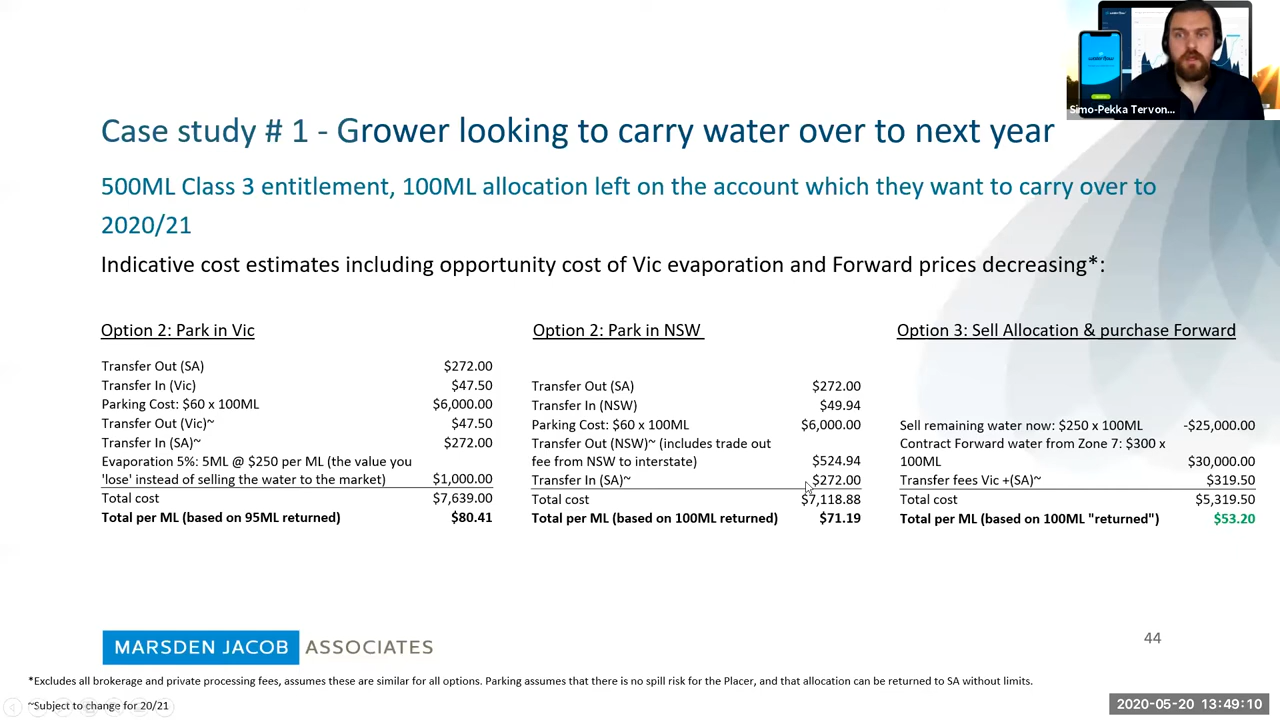 Simo-Pekka Tervon...
Case study # 1 - Grower looking to carry water over to next year
500ML Class 3 entitlement, 100ML allocation left on the account which they want to carry over to
2020/21
Indicative cost estimates including opportunity cost of Vic evaporation and Forward prices decreasing*:
Option 2: Park in Vic
Transfer Out (SA) $272.00
Transfer In (Vic) $47.50
Parking Cost: $60 x 100ML $6,000.00
Transfer Out (Vic)~ $47.50
Transfer In (SA)~ $272.00
Evaporation 5%: 5ML @ $250 per ML (the value you
'lose' instead of selling the water to the market) $1,000.00
Total cost $7,639.00
Total per ML (based on 95ML returned) $80.41
Option 2: Park in NSW
Transfer Out (SA) $272.00
Transfer In (NSW) $49.94
Parking Cost: $60 x 100ML $6,000.00
Transfer Out (NSW)~ (includes trade out
fee from NSW to interstate) $524.94
Transfer In (SA)~ $272.00
Total cost $7,118.88
Total per ML (based on 100ML returned) $71.19
Option 3: Sell Allocation & purchase Forward
Sell remaining water now: $250 x 100ML -$25,000.00
Contract Forward water from Zone 7: $300 x
100ML $30,000.00
Transfer fees Vic +(SA)~ $319.50
Total cost $5,319.50
Total per ML (based on 100ML "returned") $53.20
MARSDEN JACOB ASSOCIATES
44
*Excludes all brokerage and private processing fees, assumes these are similar for all options. Parking assumes that there is no spill risk for the Placer, and that allocation can be returned to SA without limits.
~Subject to change for 20/21
2020-05-20 13:49:10